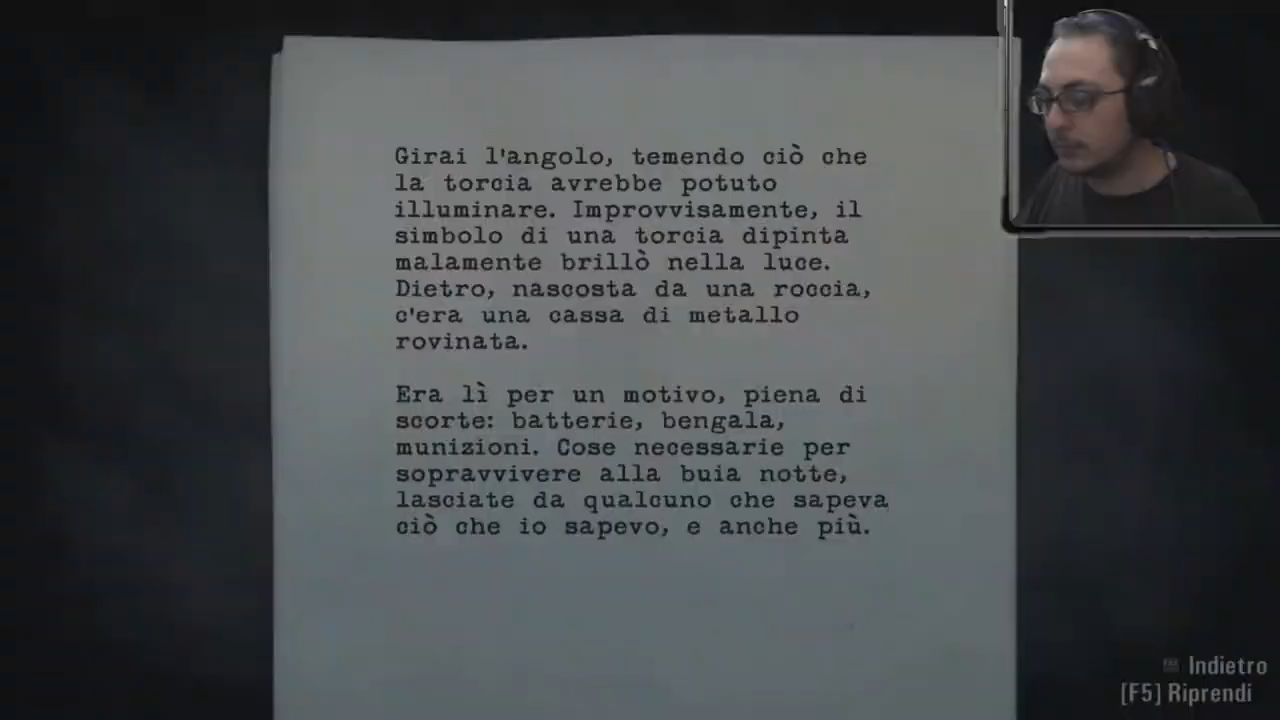 Girai l'angolo, temendo ciò che
la torcia avrebbe potuto
illuminare. Improvvisamente, il
simbolo di una torcia dipinta
malamente brillò nella luce.
Dietro, nascosta da una roccia,
c'era una cassa di metallo
rovinata.
Era lì per un motivo, piena di
scorte: batterie, bengala,
munizioni. Cose necessarie per
sopravvivere alla buia notte,
lasciate da qualcuno che sapeva
ciò che io sapevo, e anche più.
Indietro
[F5] Riprendi